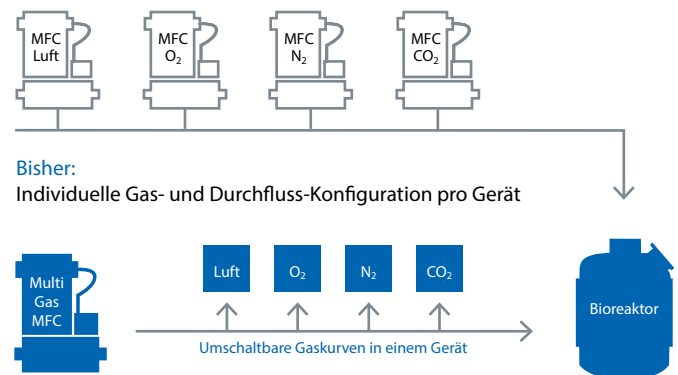 MFC
Luft
MFC
O₂
MFC
N₂
MFC
CO₂
Bisher:
Individuelle Gas- und Durchfluss-Konfiguration pro Gerät
Multi
Gas
MFC
Luft
O₂
N₂
CO₂
Umschaltbare Gaskurven in einem Gerät
Bioreaktor